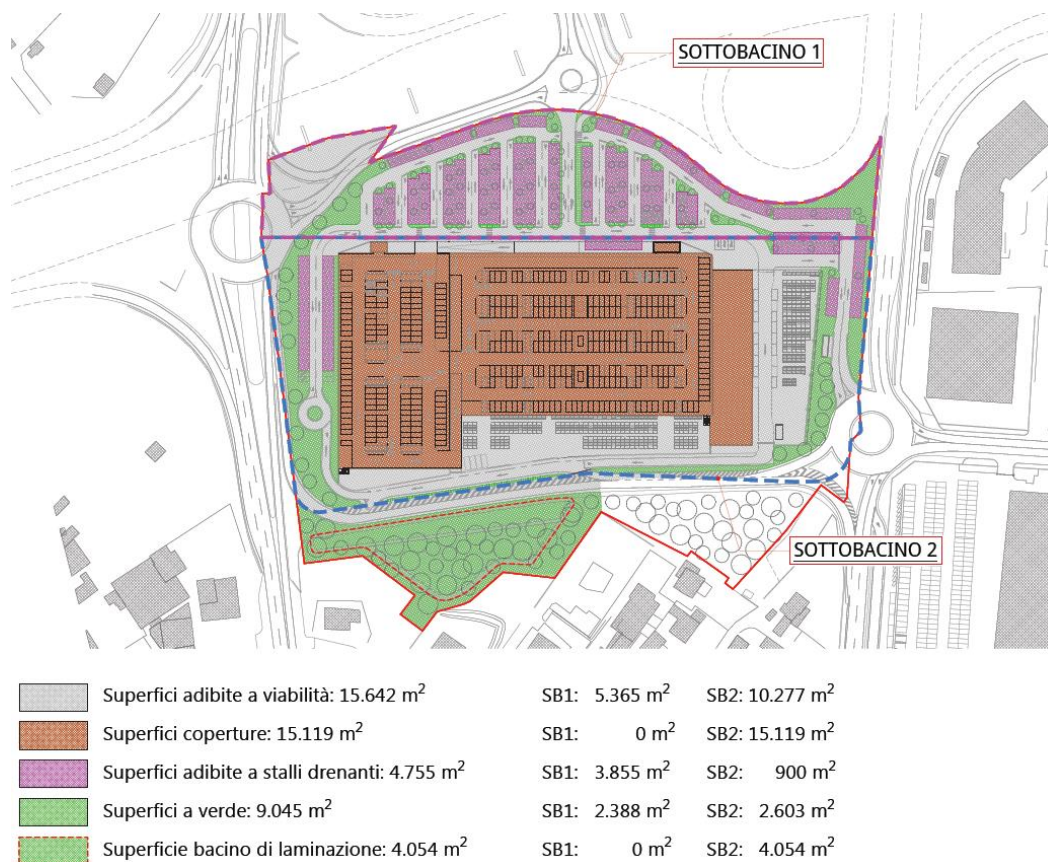 SOTTOBACINO 1
SOTTOBACINO 2
Superfici adibite a viabilità: 15.642 m² SB1: 5.365 m² SB2: 10.277 m²
Superfici coperture: 15.119 m² SB1: 0 m² SB2: 15.119 m²
Superfici adibite a stalli drenanti: 4.755 m² SB1: 3.855 m² SB2: 900 m²
Superfici a verde: 9.045 m² SB1: 2.388 m² SB2: 2.603 m²
Superficie bacino di laminazione: 4.054 m² SB1: 0 m² SB2: 4.054 m²